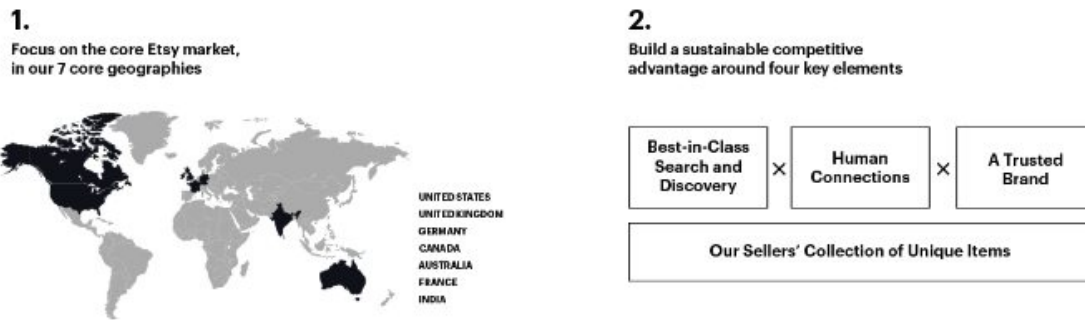 1.
Focus on the core Etsy market,
in our 7 core geographies
UNITED STATES
UNITED KINGDOM
GERMANY
CANADA
AUSTRALIA
FRANCE
INDIA
2.
Build a sustainable competitive
advantage around four key elements
Best-in-Class
Search and
Discovery
×
Human
Connections
×
A Trusted
Brand
Our Sellers' Collection of Unique Items